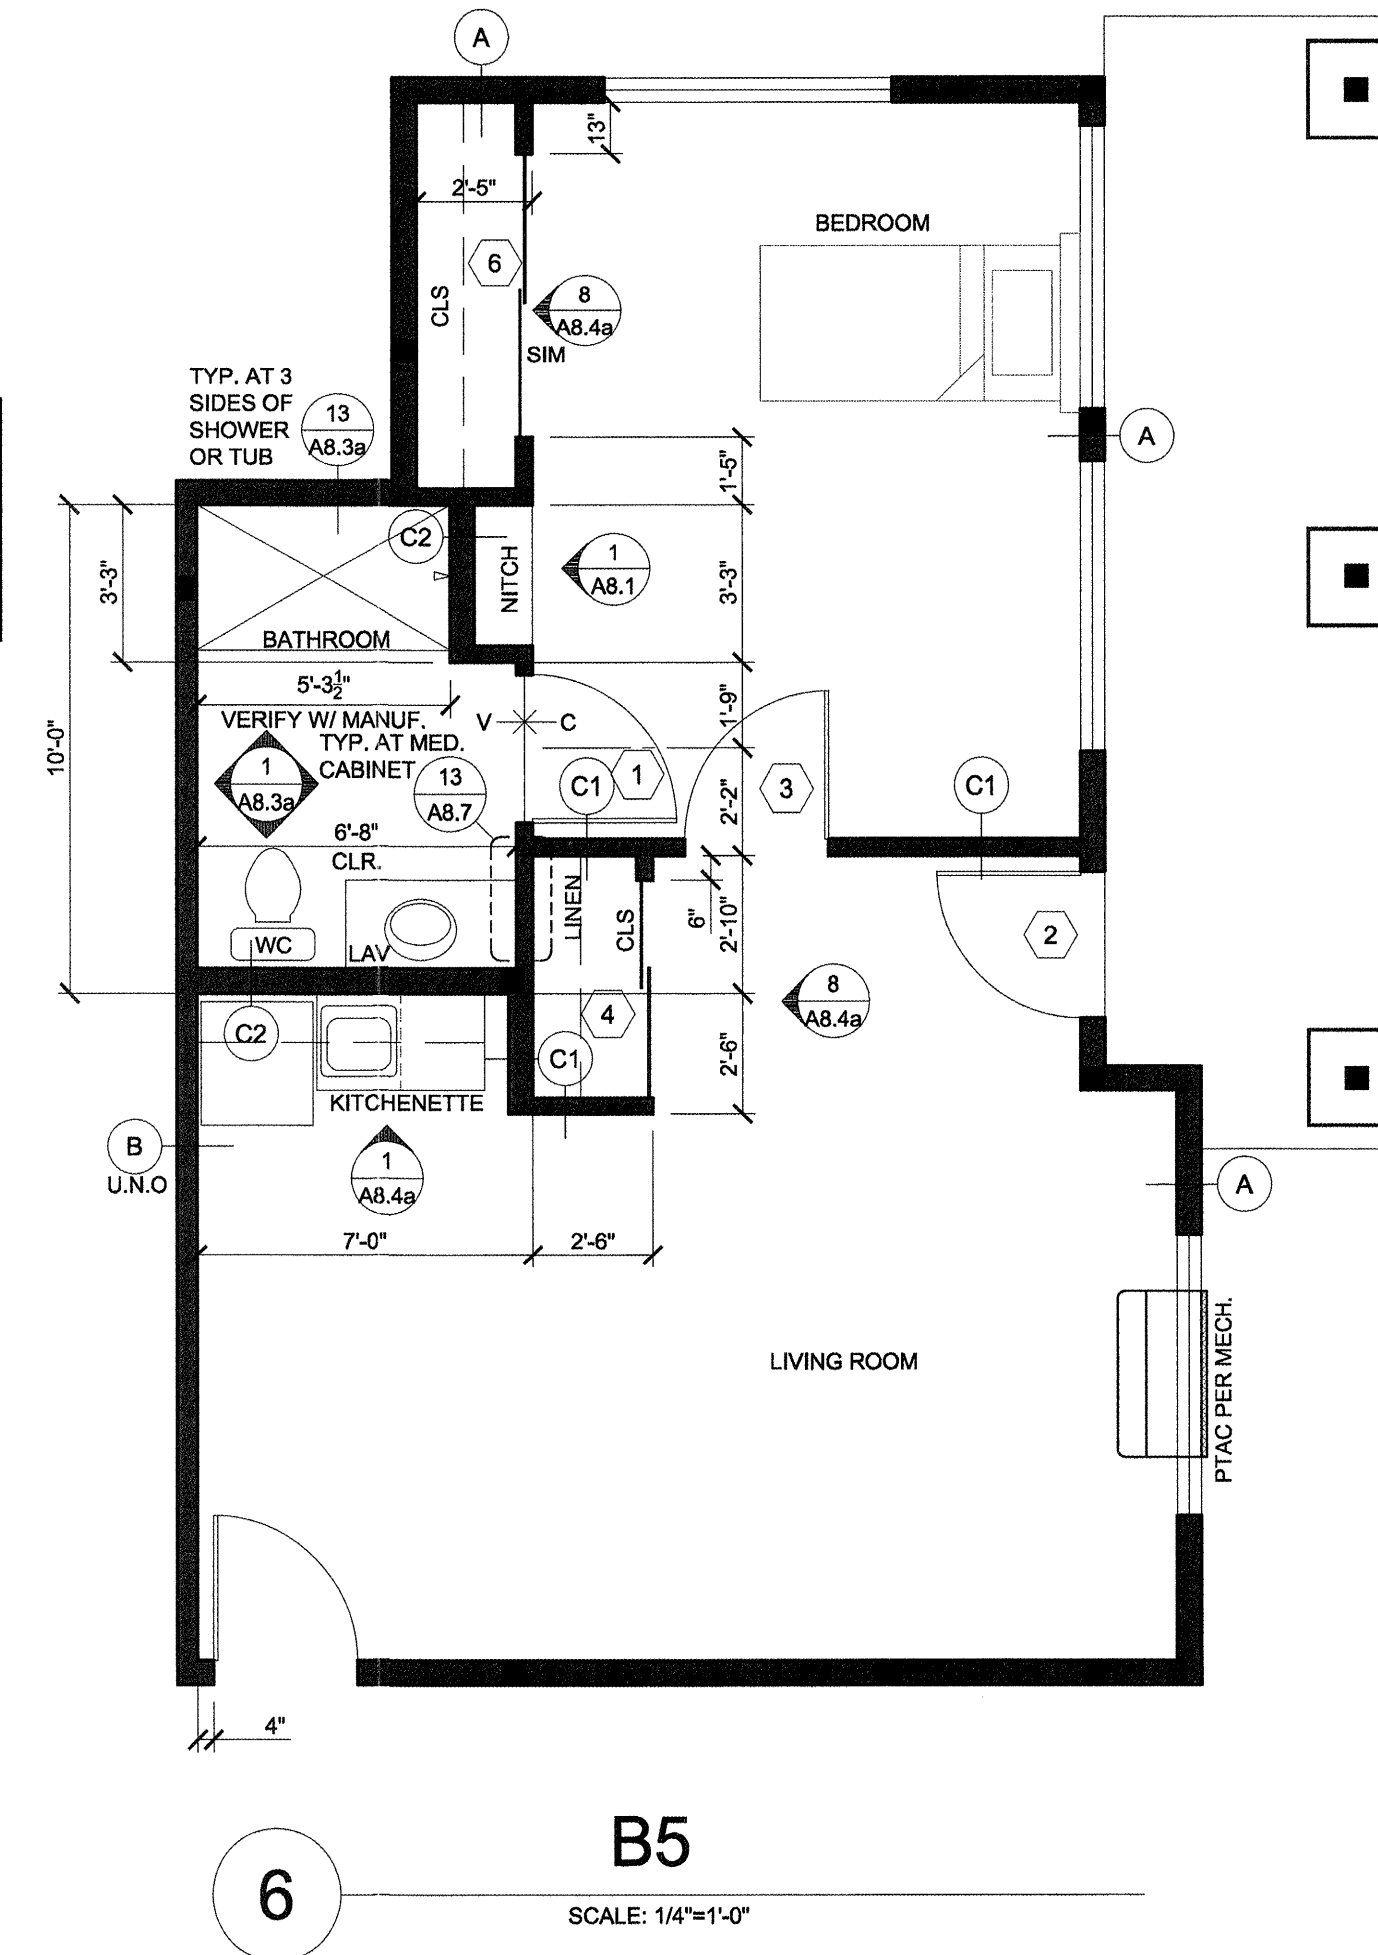 A
13"
2'-5"
BEDROOM
6
CLS
8
A8.4a
SIM
TYP. AT 3
SIDES OF
SHOWER
OR TUB
13
A8.3a
A
1'-5"
C2
NITCH
1
A8.1
3'-3"
3'-3"
BATHROOM
5'-3½"
VERIFY W/ MANUF.
V
C
1'-9"
10'-0"
TYP. AT MED.
CABINET
1
A8.3a
13
A8.7
C1
1
3
C1
2'-2"
6'-8"
CLR.
LINEN
CLS
6"
2'-10"
2
WC
LAV
8
A8.4a
4
C2
C1
2'-6"
KITCHENETTE
B
U.N.O
1
A8.4a
A
7'-0"
2'-6"
LIVING ROOM
PTAC PER MECH.
4"
B5
6
SCALE: 1/4"=1'-0"